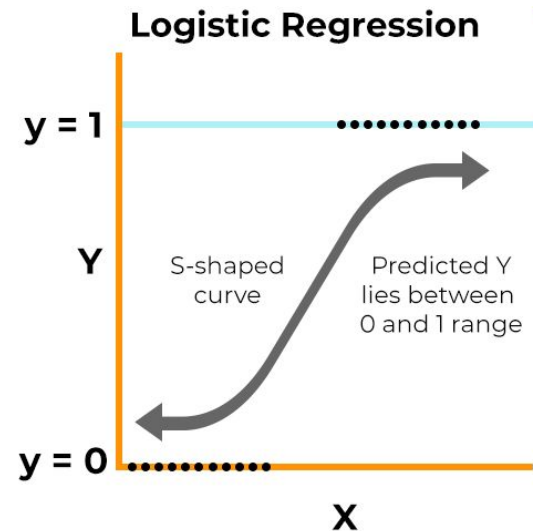 Logistic Regression
y = 1
Y
S-shaped
curve
Predicted Y
lies between
0 and 1 range
y = 0
X